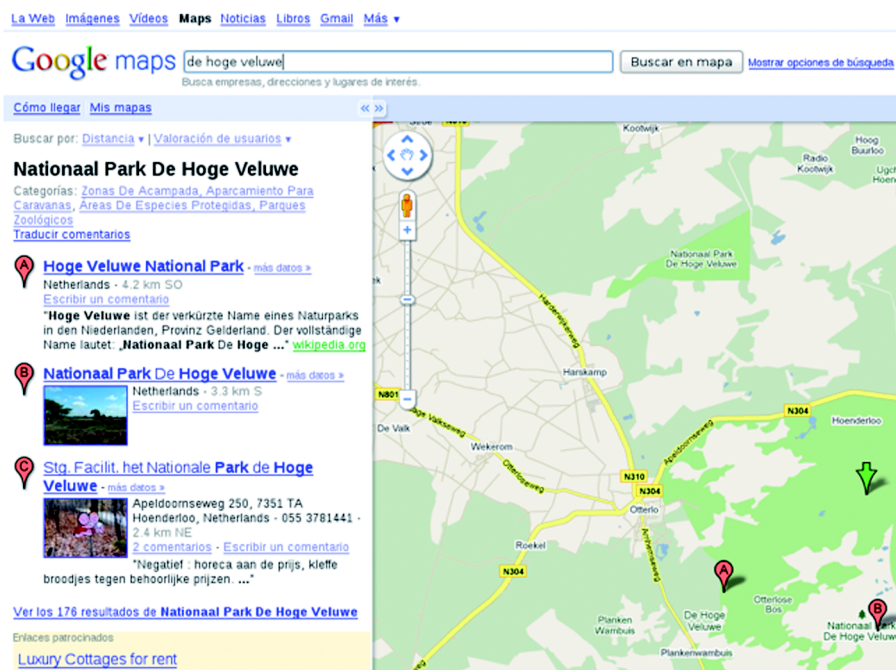 La Web Imágenes Vídeos Maps Noticias Libros Gmail Más ▼
Google maps de hoge veluwe Buscar en mapa Mostrar opciones de búsqueda
Busca empresas, direcciones y lugares de interés.
Cómo llegar Mis mapas « »
Buscar por: Distancia ▼ | Valoración de usuarios ▼
Nationaal Park De Hoge Veluwe
Categorías: Zonas De Acampada, Aparcamiento Para
Caravanas, Áreas De Especies Protegidas, Parques
Zoológicos
Traducir comentarios
A Hoge Veluwe National Park - más datos »
Netherlands - 4.2 km SO
Escribir un comentario
"Hoge Veluwe ist der verkürzte Name eines Naturparks
in den Niederlanden, Provinz Gelderland. Der vollständige
Name lautet: „Nationaal Park De Hoge ..." wikipedia.org
B Nationaal Park De Hoge Veluwe - más datos »
Netherlands - 3.3 km S
Escribir un comentario
C Stg. Facilit. het Nationale Park de Hoge
Veluwe - más datos »
Apeldoornseweg 250, 7351 TA
Hoenderloo, Netherlands - 055 3781441 -
2.4 km NE
2 comentarios - Escribir un comentario
"Negatief : horeca aan de prijs, kleffe
broodjes tegen behoorlijke prijzen. ..."
Ver los 176 resultados de Nationaal Park De Hoge Veluwe
Enlaces patrocinados
Luxury Cottages for rent
Kootwijk
Hoog
Buurloo
Radio
Kootwijk
Nationaal Park
De Hoge Veluwe
Harderwijkerweg
Harskamp
N801
N304
De Valk
Hoenderloo
Apeldoornseweg
Wekerom
Otterloseweg
N310
N304
Otterlo
Arnhemseweg
Roekel
N304
A
B
Otterlose
Bos
De Hoge
Veluwe
Planken
Wambuis
Nationaal Park
De Hoge Veluwe
Plankenwambuis